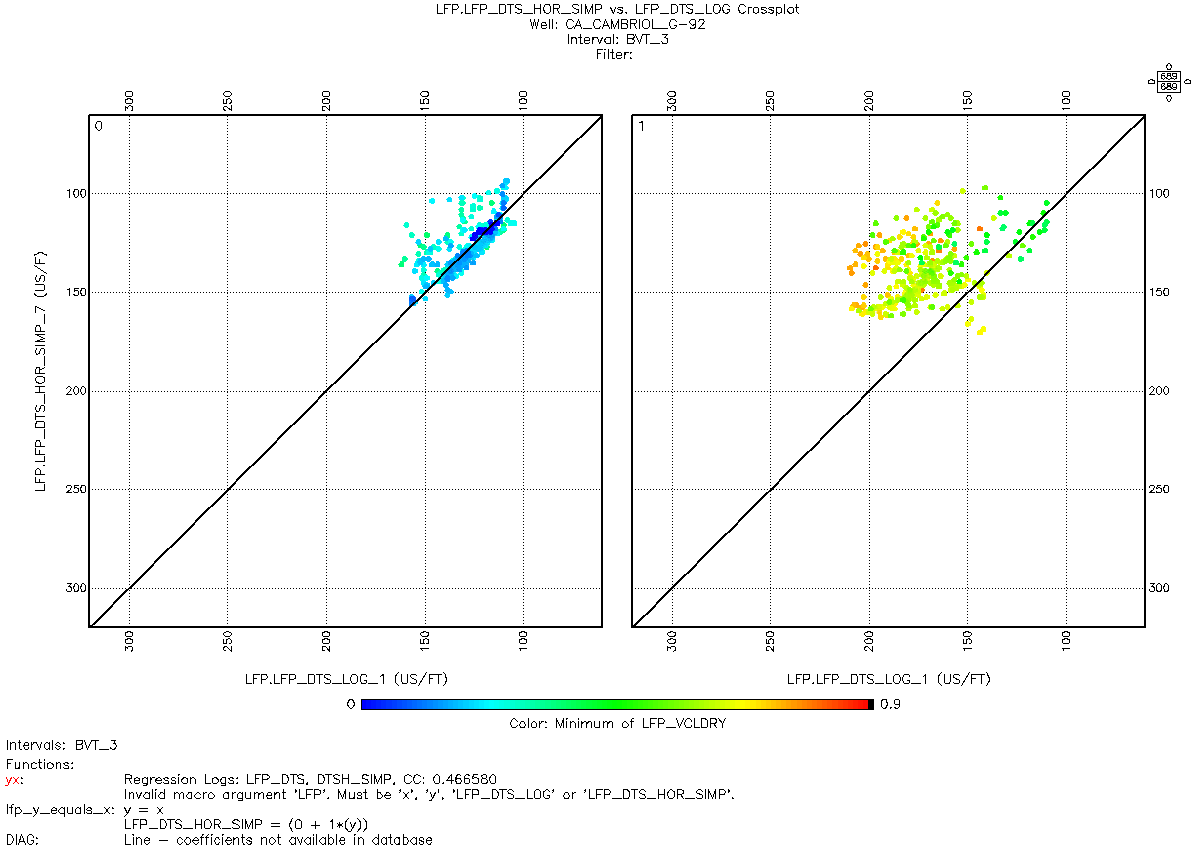 LFP.LFP_DTS_HOR_SIMP vs. LFP_DTS_LOG Crossplot
Well: CA_CAMBRIOL_G-92
Interval: BVT_3
Filter:
0
689
689
0
300 250 200 150 100
300 250 200 150 100
0
1
100
150
200
250
300
100
150
200
250
300
LFP.LFP_DTS_HOR_SIMP_7 (US/F)
300 250 200 150 100
300 250 200 150 100
LFP.LFP_DTS_LOG_1 (US/FT)
LFP.LFP_DTS_LOG_1 (US/FT)
0 0.9
Color: Minimum of LFP_VCLDRY
Intervals: BVT_3
Functions:
yx: Regression Logs: LFP_DTS, DTSH_SIMP, CC: 0.466580
Invalid macro argument 'LFP'. Must be 'x', 'y', 'LFP_DTS_LOG' or 'LFP_DTS_HOR_SIMP'.
lfp_y_equals_x: y = x
LFP_DTS_HOR_SIMP = (0 + 1*(y))
DIAG: Line - coefficients not available in database